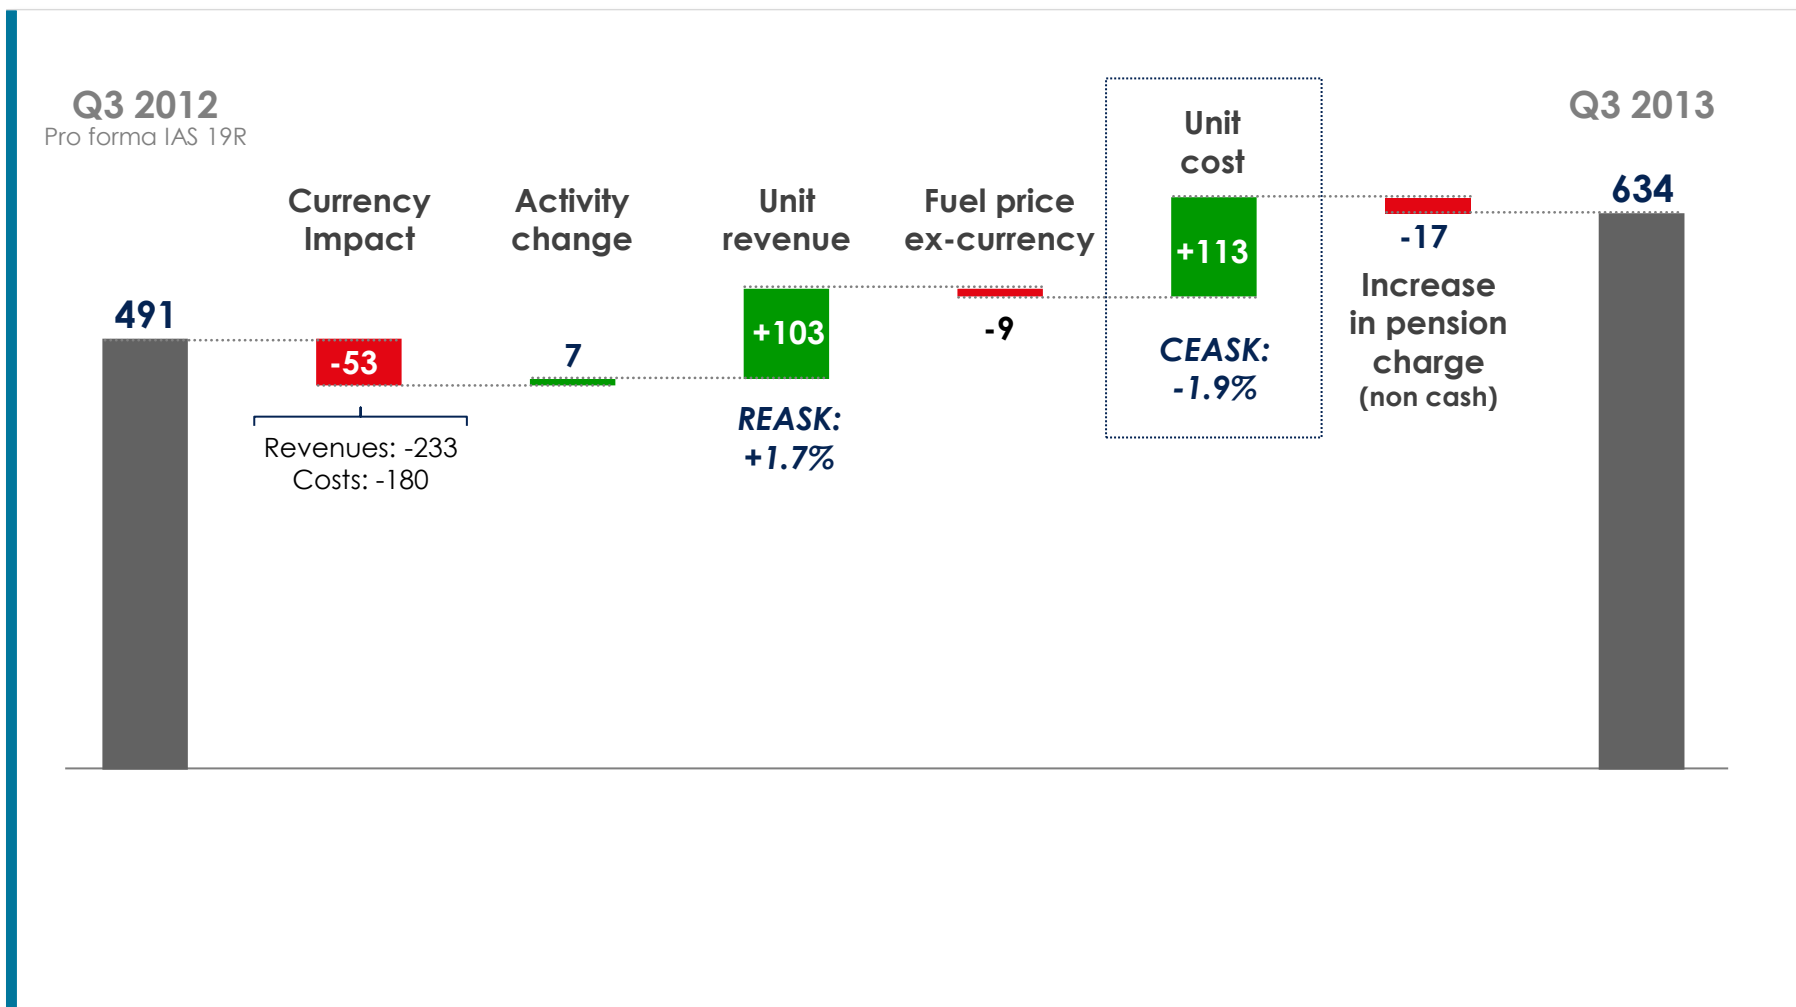 Q3 2012
Pro forma IAS 19R
491
Currency
Impact
-53
Revenues: -233
Costs: -180
Activity
change
7
Unit
revenue
+103
REASK:
+1.7%
Fuel price
ex-currency
-9
Unit
cost
+113
CEASK:
-1.9%
-17
Increase
in pension
charge
(non cash)
Q3 2013
634